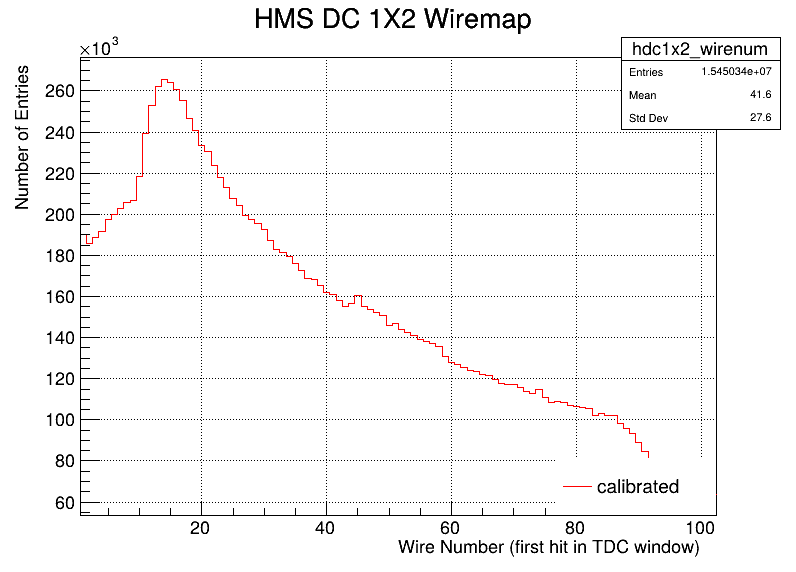 HMS DC 1X2 Wiremap
×10³
hdc1x2_wirenum
Entries 1.545034e+07
Mean 41.6
Std Dev 27.6
Number of Entries
260
240
220
200
180
160
140
120
100
80
60
calibrated
20 40 60 80 100
Wire Number (first hit in TDC window)